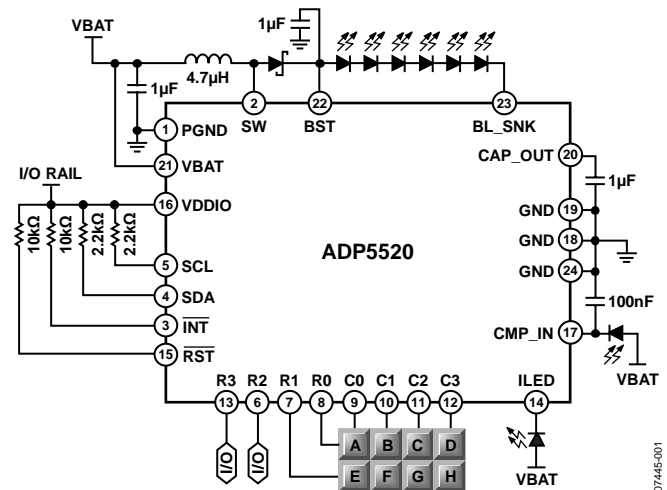 VBAT
1µF
4.7µH
1µF
2
22
23
SW
BST
BL_SNK
1
PGND
21
VBAT
I/O RAIL
16
VDDIO
10kΩ
10kΩ
2.2kΩ
2.2kΩ
5
SCL
4
SDA
3
INT
15
RST
ADP5520
CAP_OUT
20
1µF
GND
19
GND
18
GND
24
100nF
CMP_IN
17
VBAT
R3
R2
R1
R0
C0
C1
C2
C3
ILED
13
6
7
8
9
10
11
12
14
I/O
I/O
A
B
C
D
E
F
G
H
VBAT
07445-001